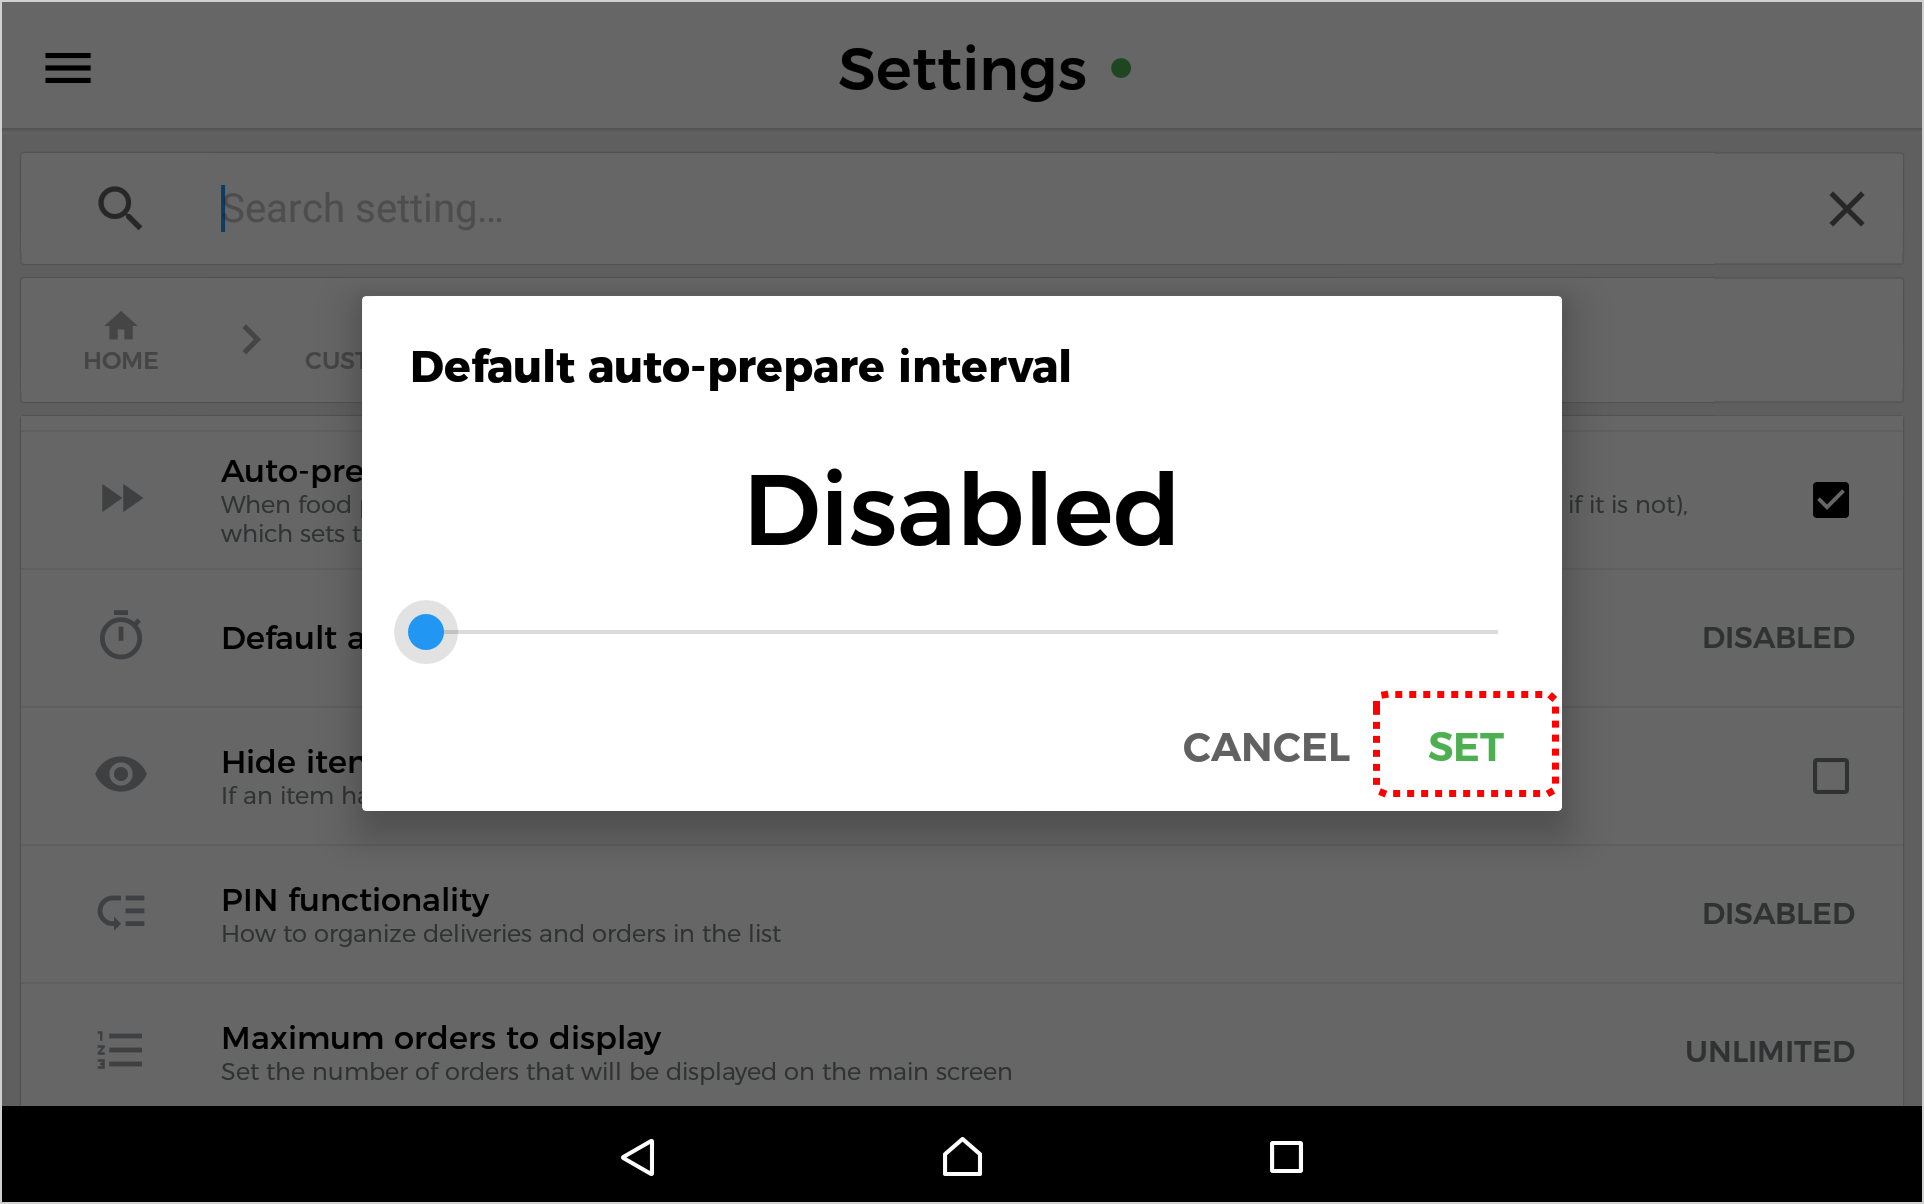 Settings
Search setting...
HOME
CUST
Default auto-prepare interval
Disabled
CANCEL
SET
Auto-pre
When food
if it is not),
which sets t
Default a
DISABLED
Hide iten
If an item ha
PIN functionality
How to organize deliveries and orders in the list
DISABLED
Maximum orders to display
Set the number of orders that will be displayed on the main screen
UNLIMITED